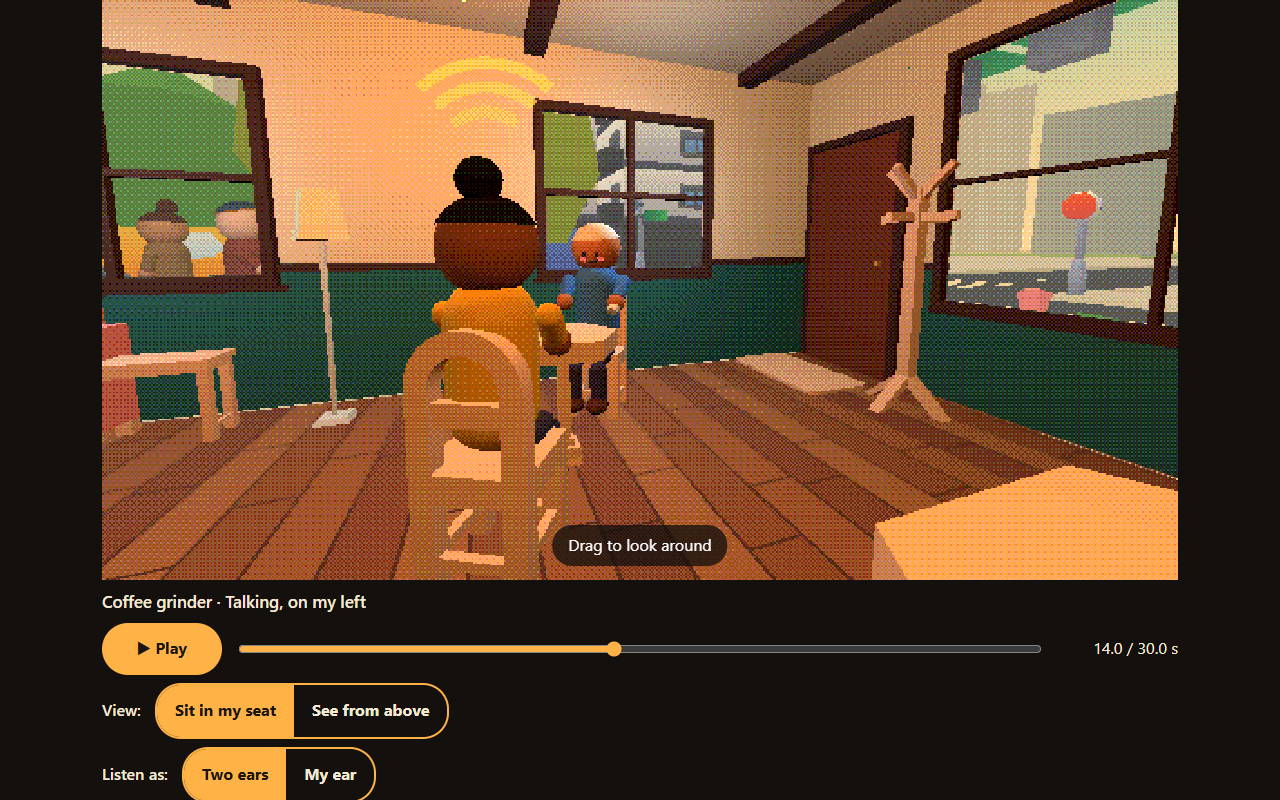 Drag to look around
Coffee grinder · Talking, on my left
▶ Play
14.0 / 30.0 s
View:
Sit in my seat
See from above
Listen as:
Two ears
My ear